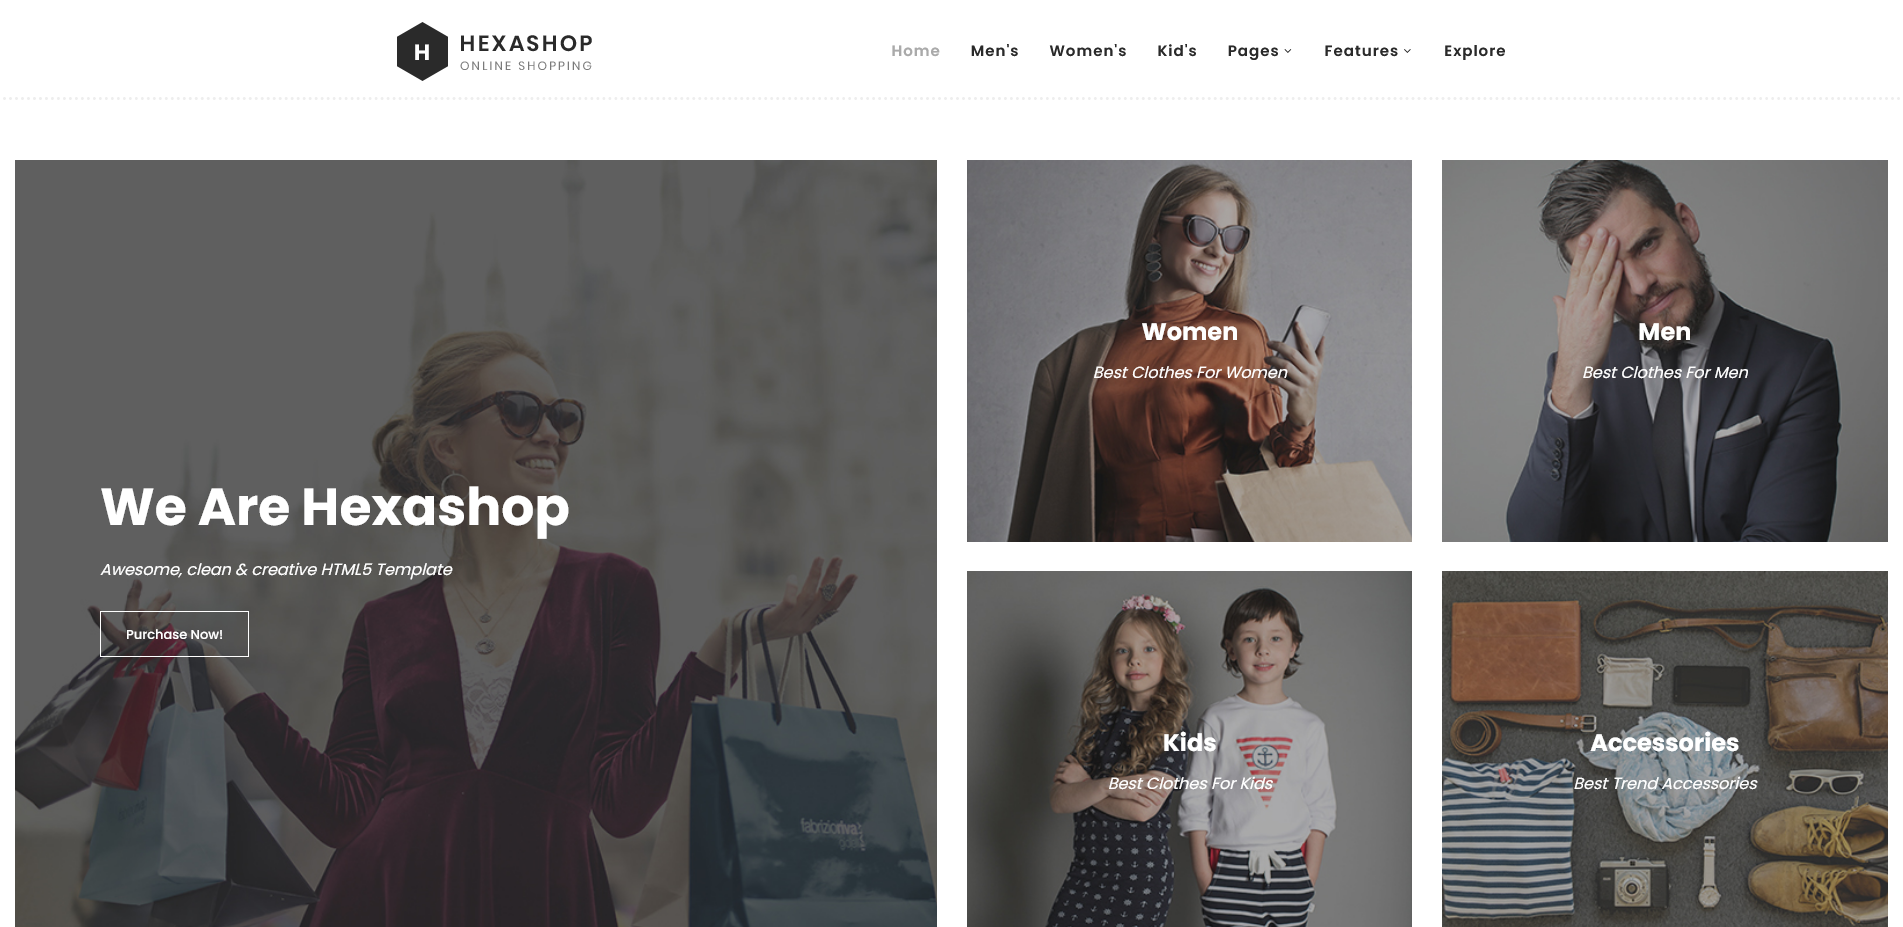 H
HEXASHOP
ONLINE SHOPPING
Home Men's Women's Kid's Pages Features Explore
We Are Hexashop
Awesome, clean & creative HTML5 Template
Purchase Now!
Women
Best Clothes For Women
Men
Best Clothes For Men
Kids
Best Clothes For Kids
Accessories
Best Trend Accessories
fabrizioriva